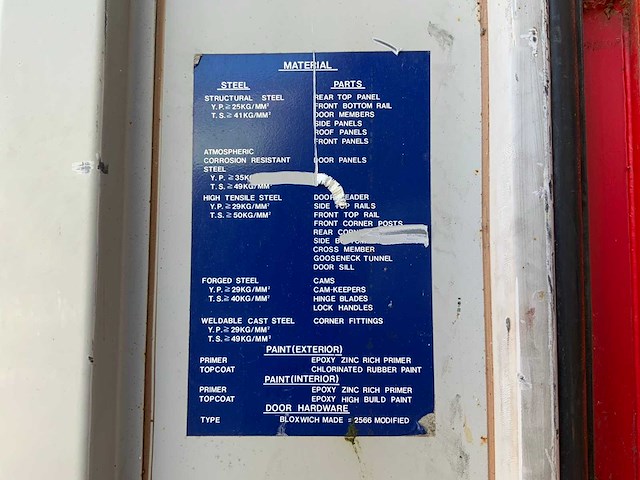 MATERIAL
STEEL PARTS
STRUCTURAL STEEL REAR TOP PANEL
Y.P.≧25KG/MM² FRONT BOTTOM RAIL
T.S.≧41KG/MM² DOOR MEMBERS
SIDE PANELS
ROOF PANELS
FRONT PANELS
ATMOSPHERIC
CORROSION RESISTANT DOOR PANELS
STEEL
Y.P.≧35K
T.S.≧49KG/MM²
HIGH TENSILE STEEL DOOR HEADER
Y.P.≧29KG/MM² SIDE TOP RAILS
T.S.≧50KG/MM² FRONT TOP RAIL
FRONT CORNER POSTS
REAR
SIDE
CROSS MEMBER
GOOSENECK TUNNEL
DOOR SILL
FORGED STEEL CAMS
Y.P.≧29KG/MM² CAM-KEEPERS
T.S.≧40KG/MM² HINGE BLADES
LOCK HANDLES
WELDABLE CAST STEEL CORNER FITTINGS
Y.P.≧29KG/MM²
T.S.≧49KG/MM²
PAINT(EXTERIOR)
PRIMER EPOXY ZINC RICH PRIMER
TOPCOAT CHLORINATED RUBBER PAINT
PAINT(INTERIOR)
PRIMER EPOXY ZINC RICH PRIMER
TOPCOAT EPOXY HIGH BUILD PAINT
DOOR HARDWARE
TYPE BLOXWICH MADE = 2566 MODIFIED